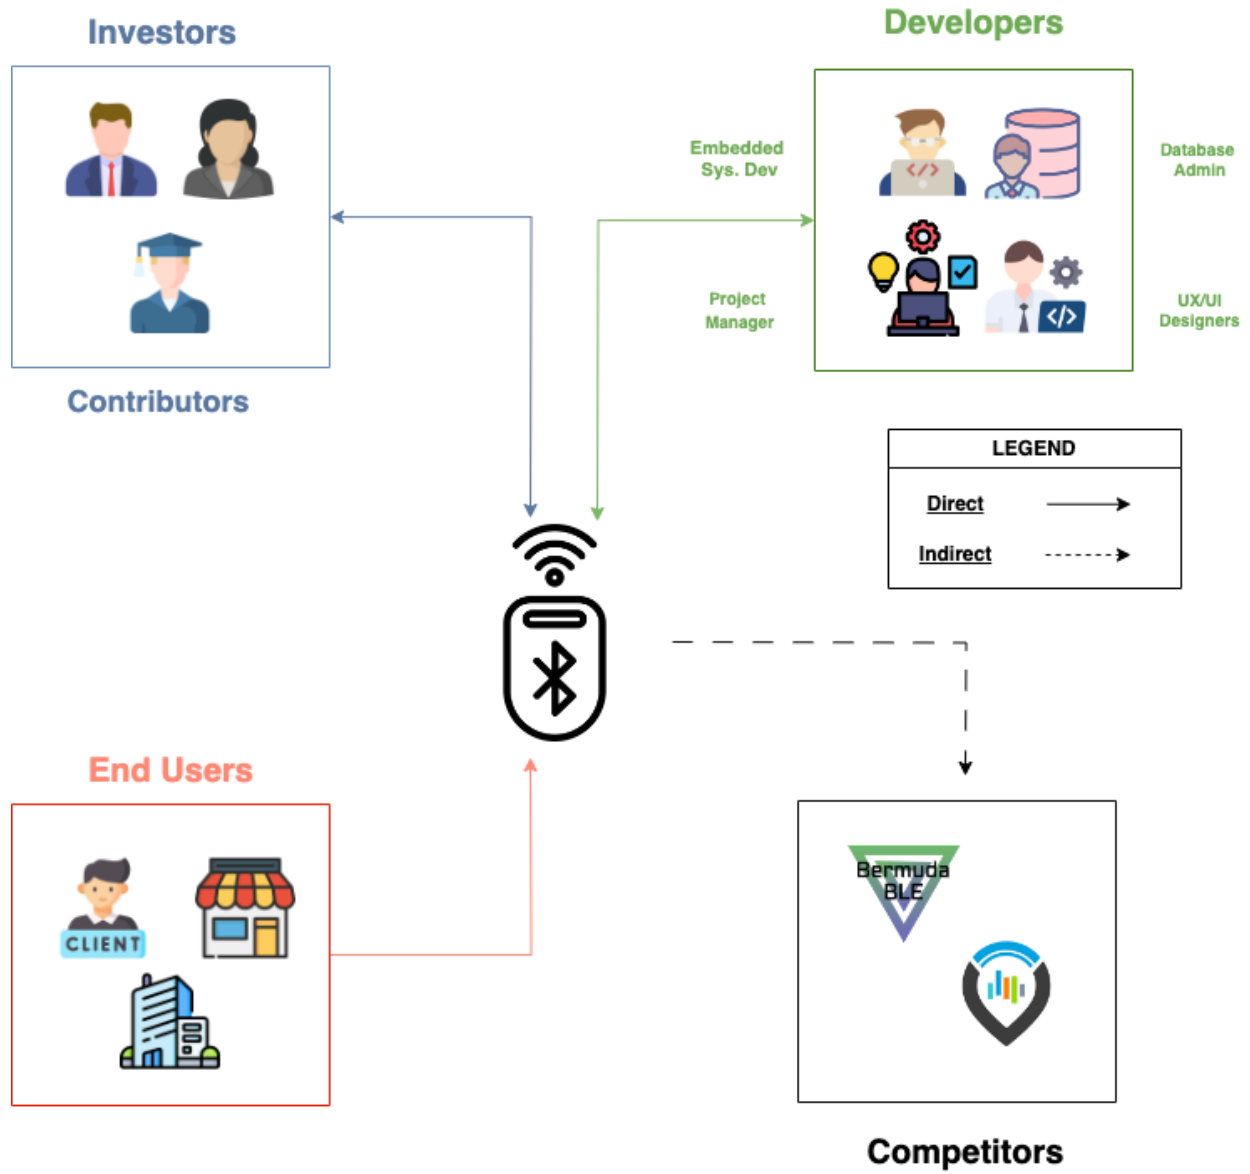 Investors
Developers
Embedded
Sys. Dev
Database
Admin
Project
Manager
UX/UI
Designers
</>
</>
Contributors
LEGEND
Direct
Indirect
End Users
CLIENT
Bermuda
BLE
Competitors